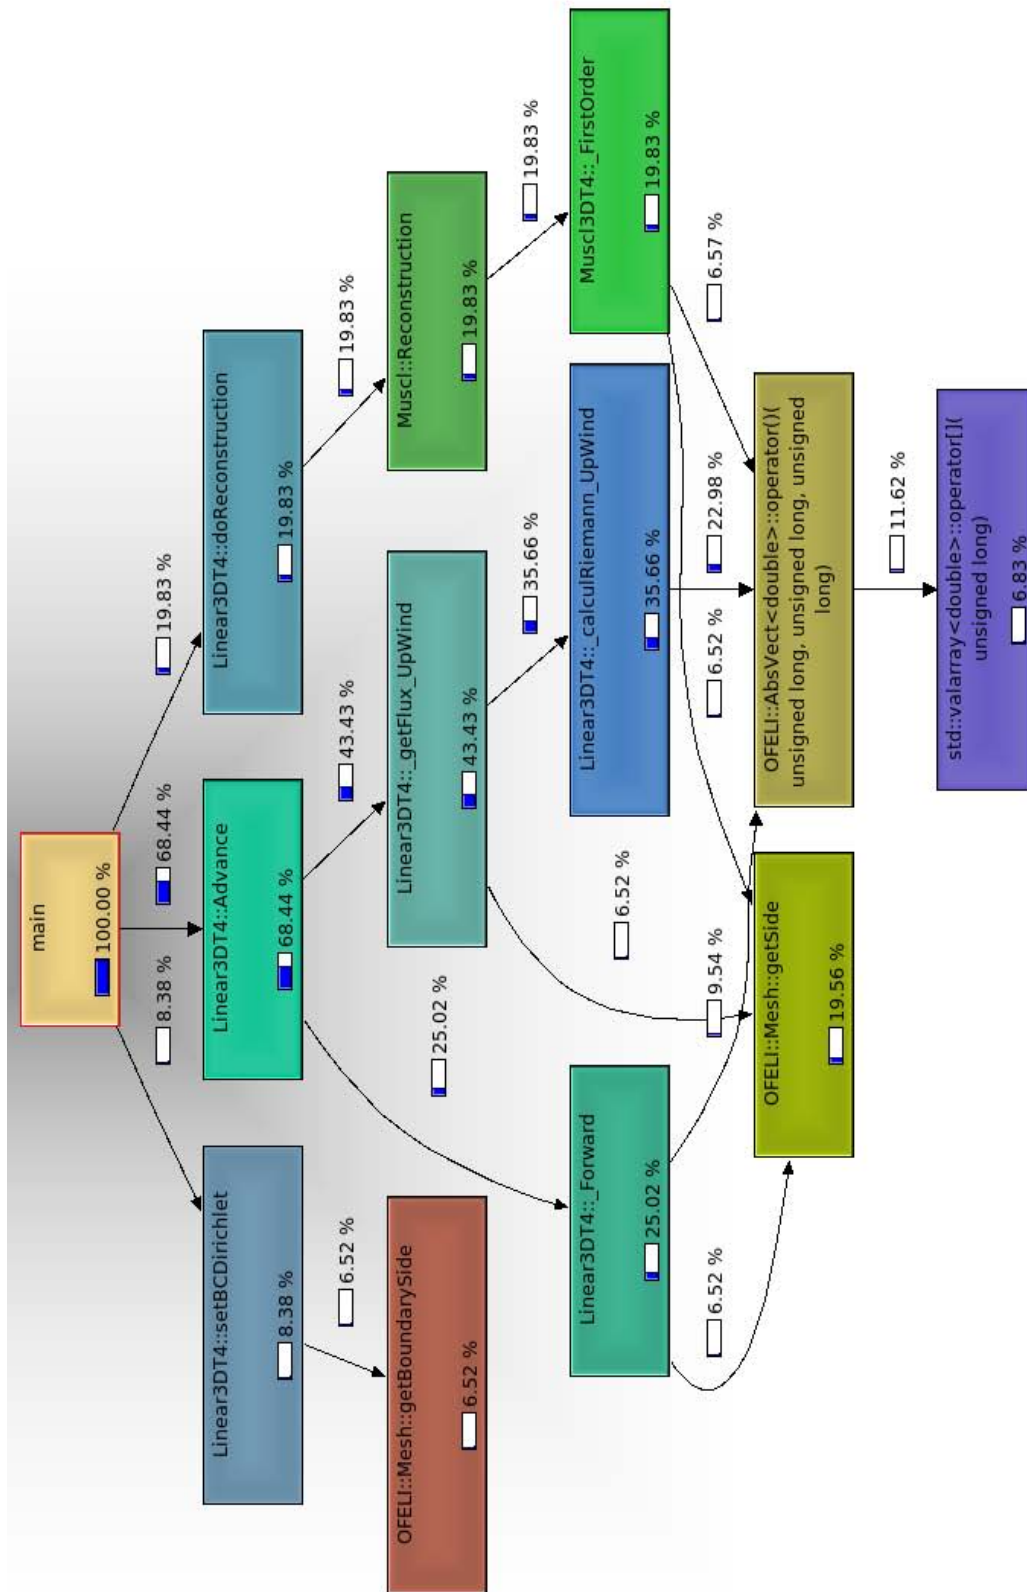 main
100.00 %
8.38 %
68.44 %
19.83 %
Linear3DT4::setBCDirichlet
8.38 %
Linear3DT4::Advance
68.44 %
Linear3DT4::doReconstruction
19.83 %
6.52 %
43.43 %
19.83 %
OFELI::Mesh::getBoundarySide
6.52 %
25.02 %
Linear3DT4::_getFlux_UpWind
43.43 %
Muscl::Reconstruction
19.83 %
35.66 %
19.83 %
6.52 %
Linear3DT4::_Forward
25.02 %
Linear3DT4::_calculRiemann_UpWind
35.66 %
Muscl3DT4::_FirstOrder
19.83 %
6.52 %
9.54 %
6.52 %
22.98 %
6.57 %
OFELI::Mesh::getSide
19.56 %
OFELI::AbsVect<double>::operator()(
unsigned long, unsigned long, unsigned
long)
11.62 %
std::valarray<double>::operator[](
unsigned long)
6.83 %